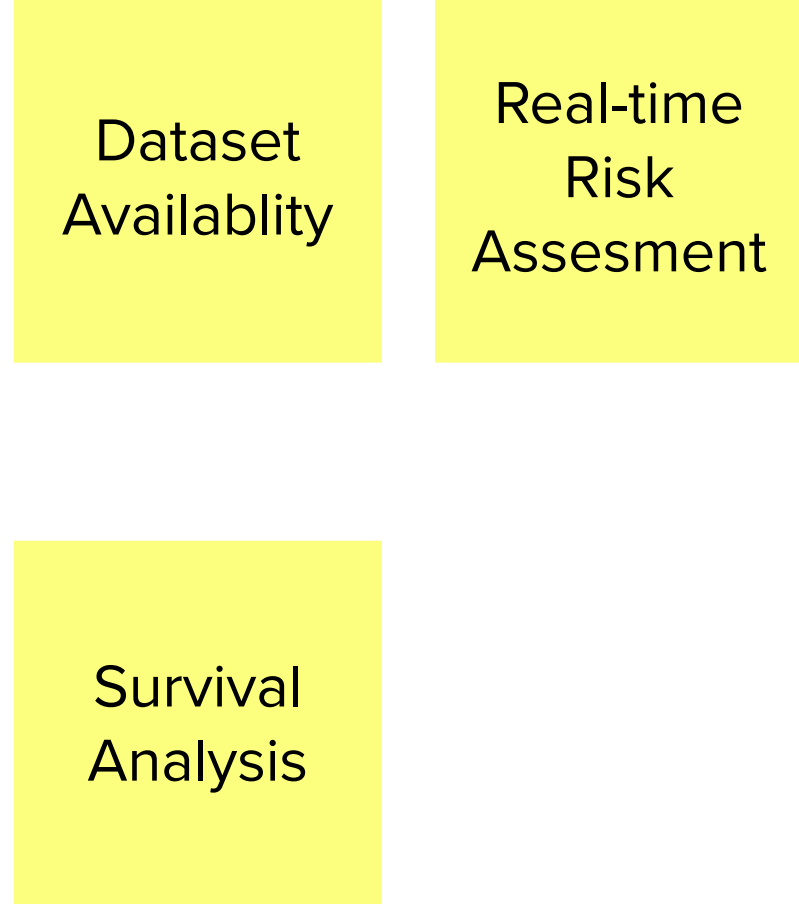 Dataset
Availablity
Real-time
Risk
Assesment
Survival
Analysis